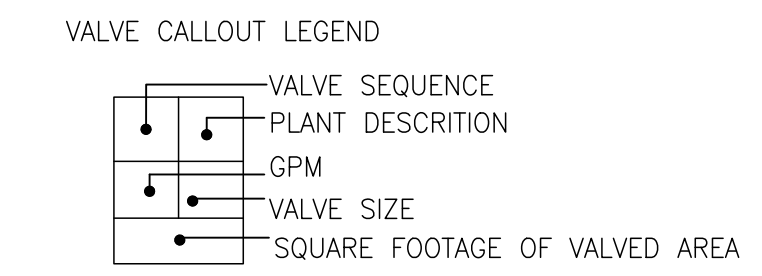 VALVE CALLOUT LEGEND
VALVE SEQUENCE
PLANT DESCRITION
GPM
VALVE SIZE
SQUARE FOOTAGE OF VALVED AREA